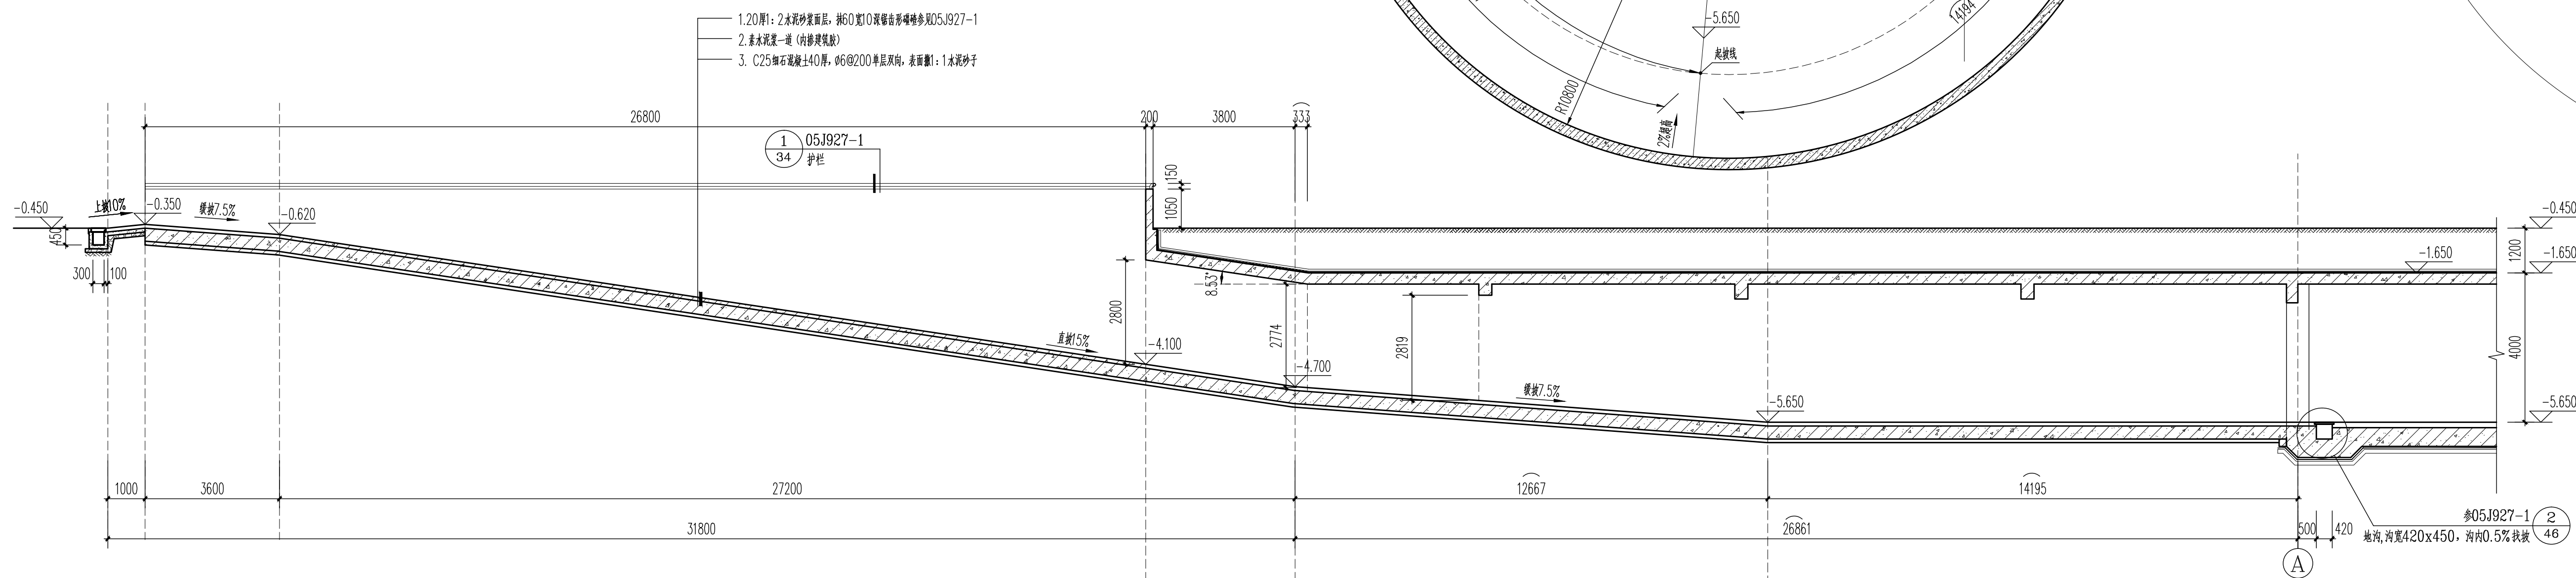 1.20厚1：2水泥砂浆面层，抹60宽10深锯齿形礓磋参见05J927-1
2.素水泥浆一道（内掺建筑胶）
3. C25细石混凝土40厚，Ø6@200单层双向，表面撒1：1水泥砂子
-5.650
起坡线
R10800
2%超高
14194
26800
200
3800
333
1
34
05J927-1
护栏
150
1050
-0.450
上坡10%
-0.350
缓坡7.5%
-0.620
450
300
100
8.53°
2800
2774
2819
直坡15%
-4.100
-4.700
缓坡7.5%
-5.650
-1.650
-0.450
1200
-1.650
4000
-5.650
1000
3600
27200
12667
14195
31800
26861
500
420
参05J927-1
2
46
地沟，沟宽420x450，沟内0.5%找坡
A